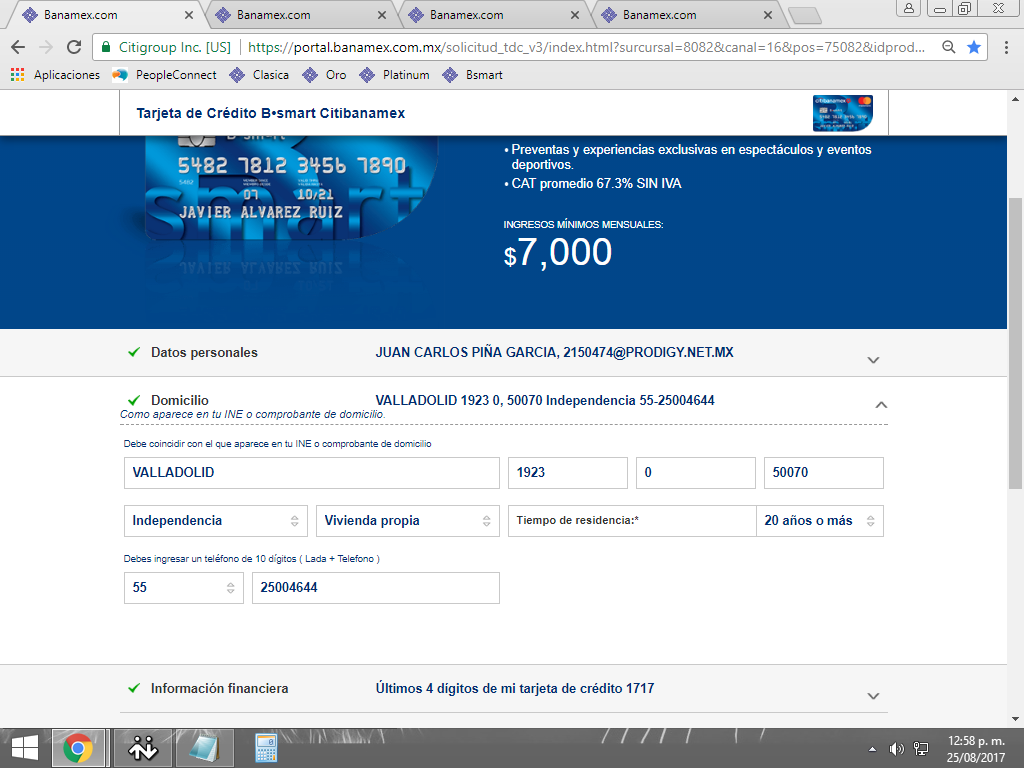 Banamex.com
Banamex.com
Banamex.com
Banamex.com
Citigroup Inc. [US] https://portal.banamex.com.mx/solicitud_tdc_v3/index.html?surcursal=8082&canal=16&pos=75082&idprod...
Aplicaciones PeopleConnect Clasica Oro Platinum Bsmart
Tarjeta de Crédito B•smart Citibanamex
citibanamex
B•smart
5482 7812 3456 7890
5482
07 10/21
JAVIER ALVAREZ RUIZ
smart
• Preventas y experiencias exclusivas en espectáculos y eventos
deportivos.
• CAT promedio 67.3% SIN IVA
INGRESOS MÍNIMOS MENSUALES:
$7,000
Datos personales JUAN CARLOS PIÑA GARCIA, 2150474@PRODIGY.NET.MX
Domicilio VALLADOLID 1923 0, 50070 Independencia 55-25004644
Como aparece en tu INE o comprobante de domicilio.
Debe coincidir con el que aparece en tu INE o comprobante de domicilio
VALLADOLID 1923 0 50070
Independencia Vivienda propia Tiempo de residencia:* 20 años o más
Debes ingresar un teléfono de 10 dígitos ( Lada + Telefono )
55 25004644
Información financiera Últimos 4 dígitos de mi tarjeta de crédito 1717
12:58 p. m.
25/08/2017